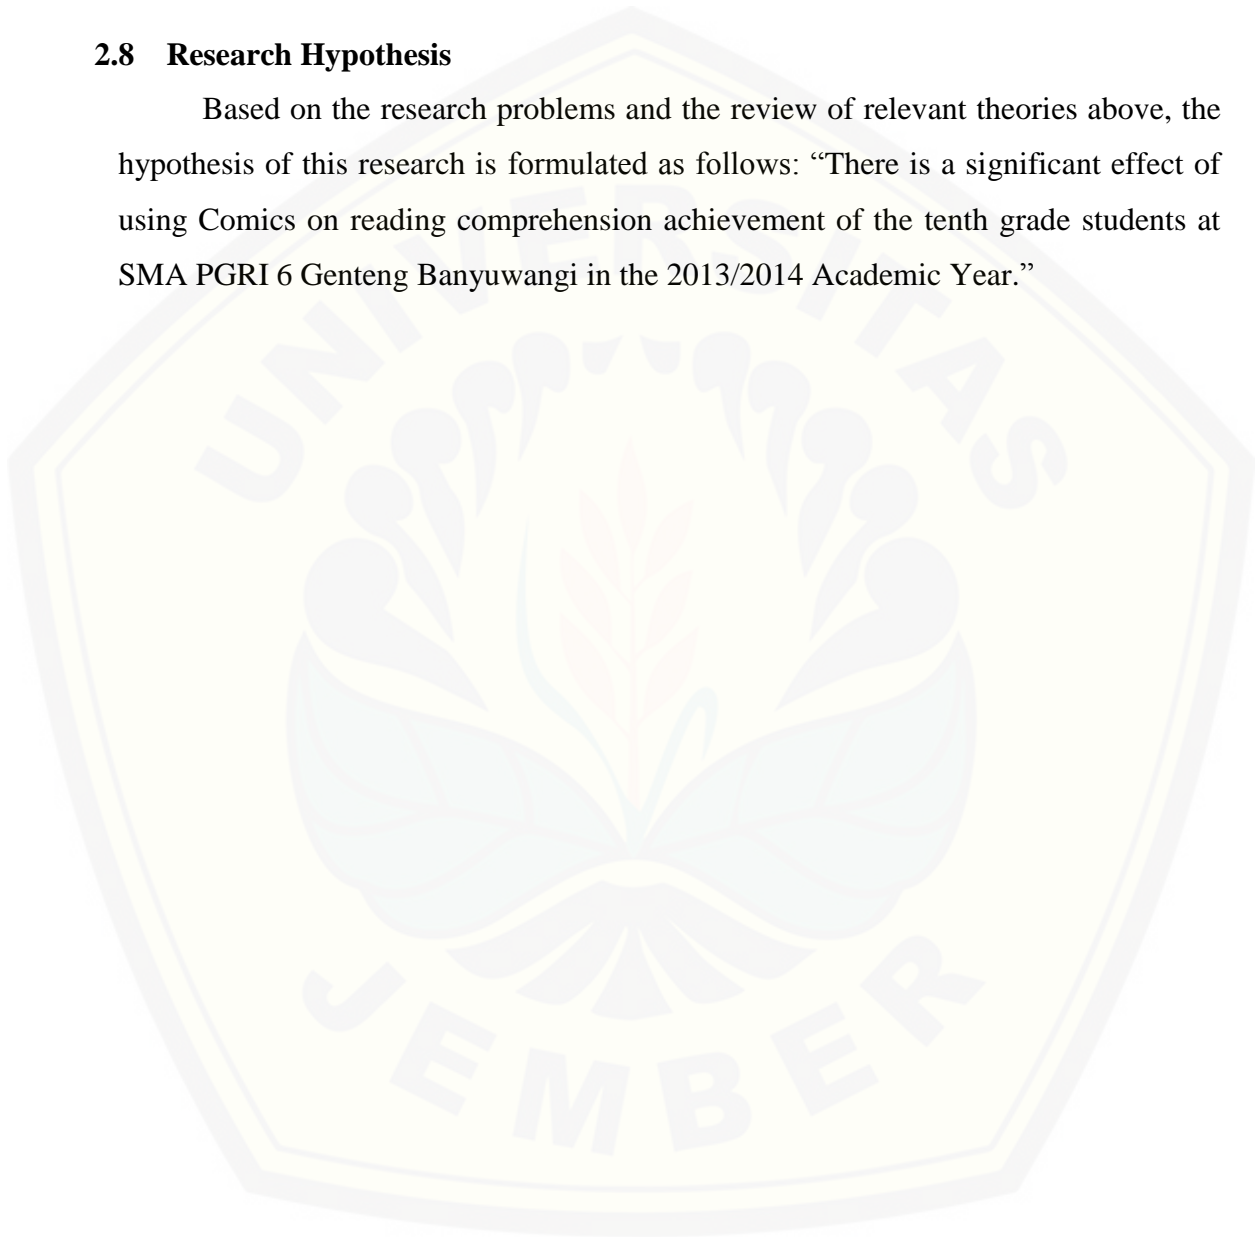 2.8 Research Hypothesis
Based on the research problems and the review of relevant theories above, the
hypothesis of this research is formulated as follows: “There is a significant effect of
using Comics on reading comprehension achievement of the tenth grade students at
SMA PGRI 6 Genteng Banyuwangi in the 2013/2014 Academic Year.”
UNIVERSITAS
JEMBER